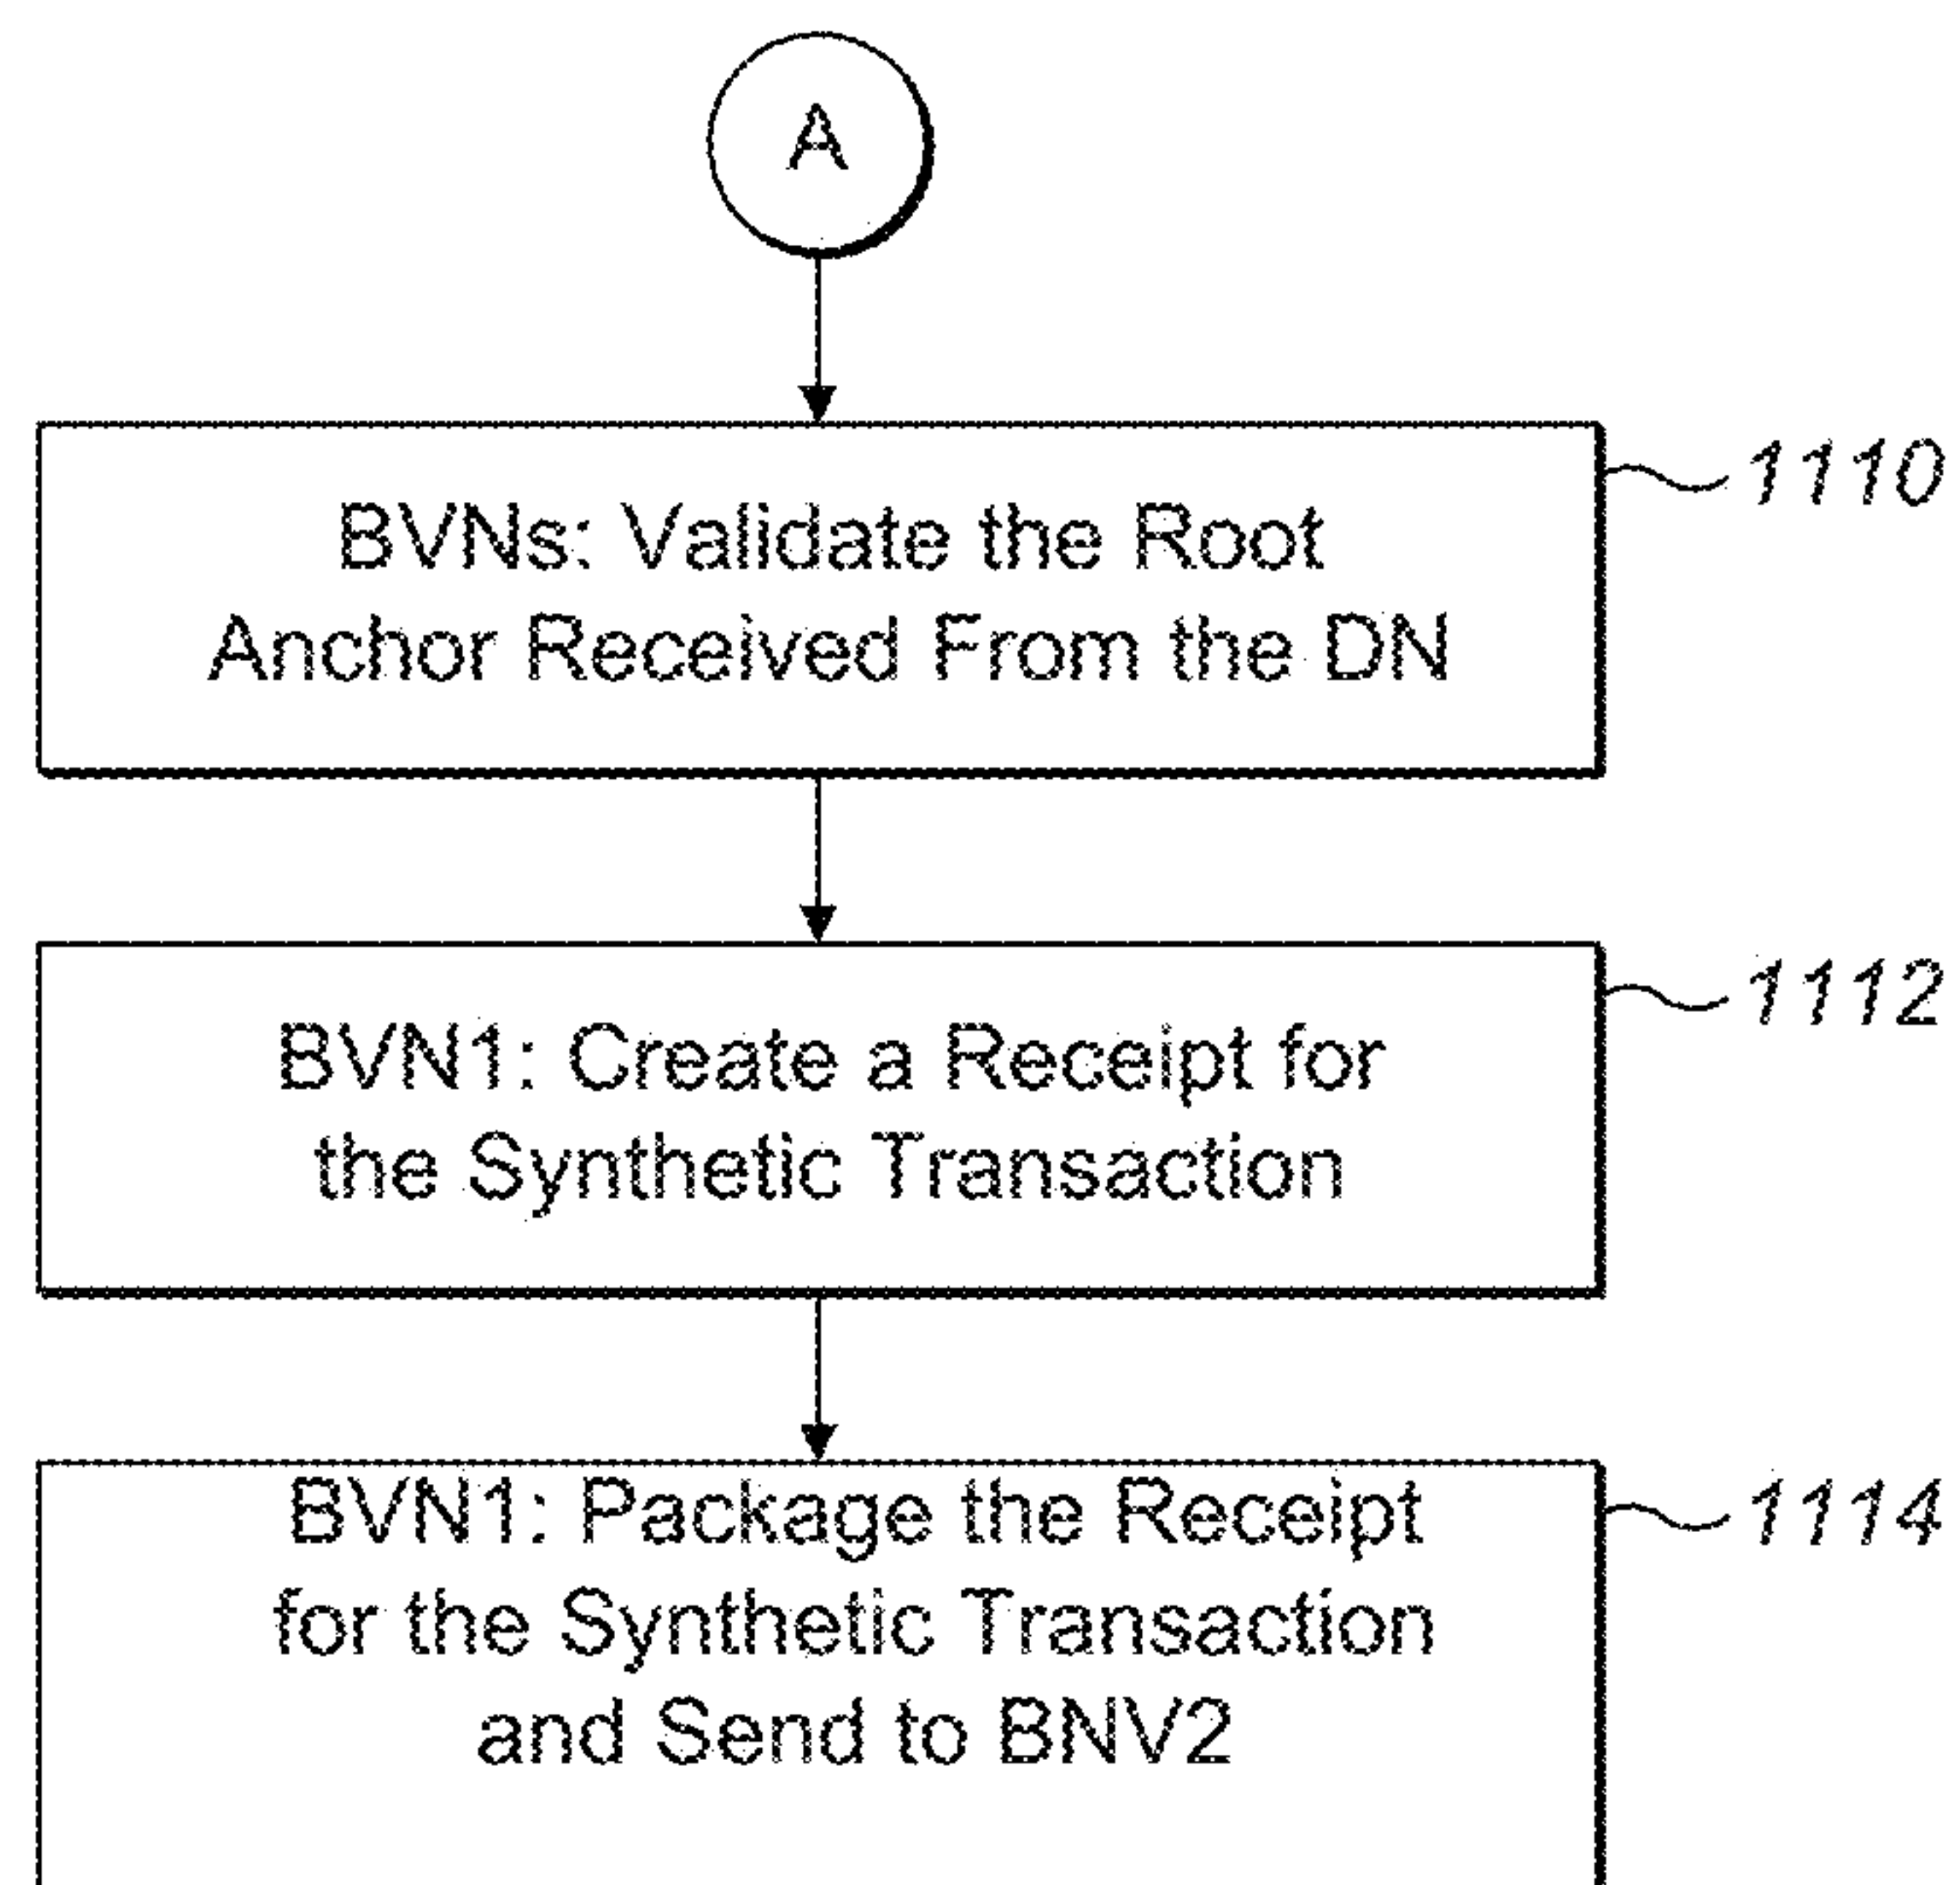 A
BVNs: Validate the Root
Anchor Received From the DN
1110
BVN1: Create a Receipt for
the Synthetic Transaction
1112
BVN1: Package the Receipt
for the Synthetic Transaction
and Send to BNV2
1114